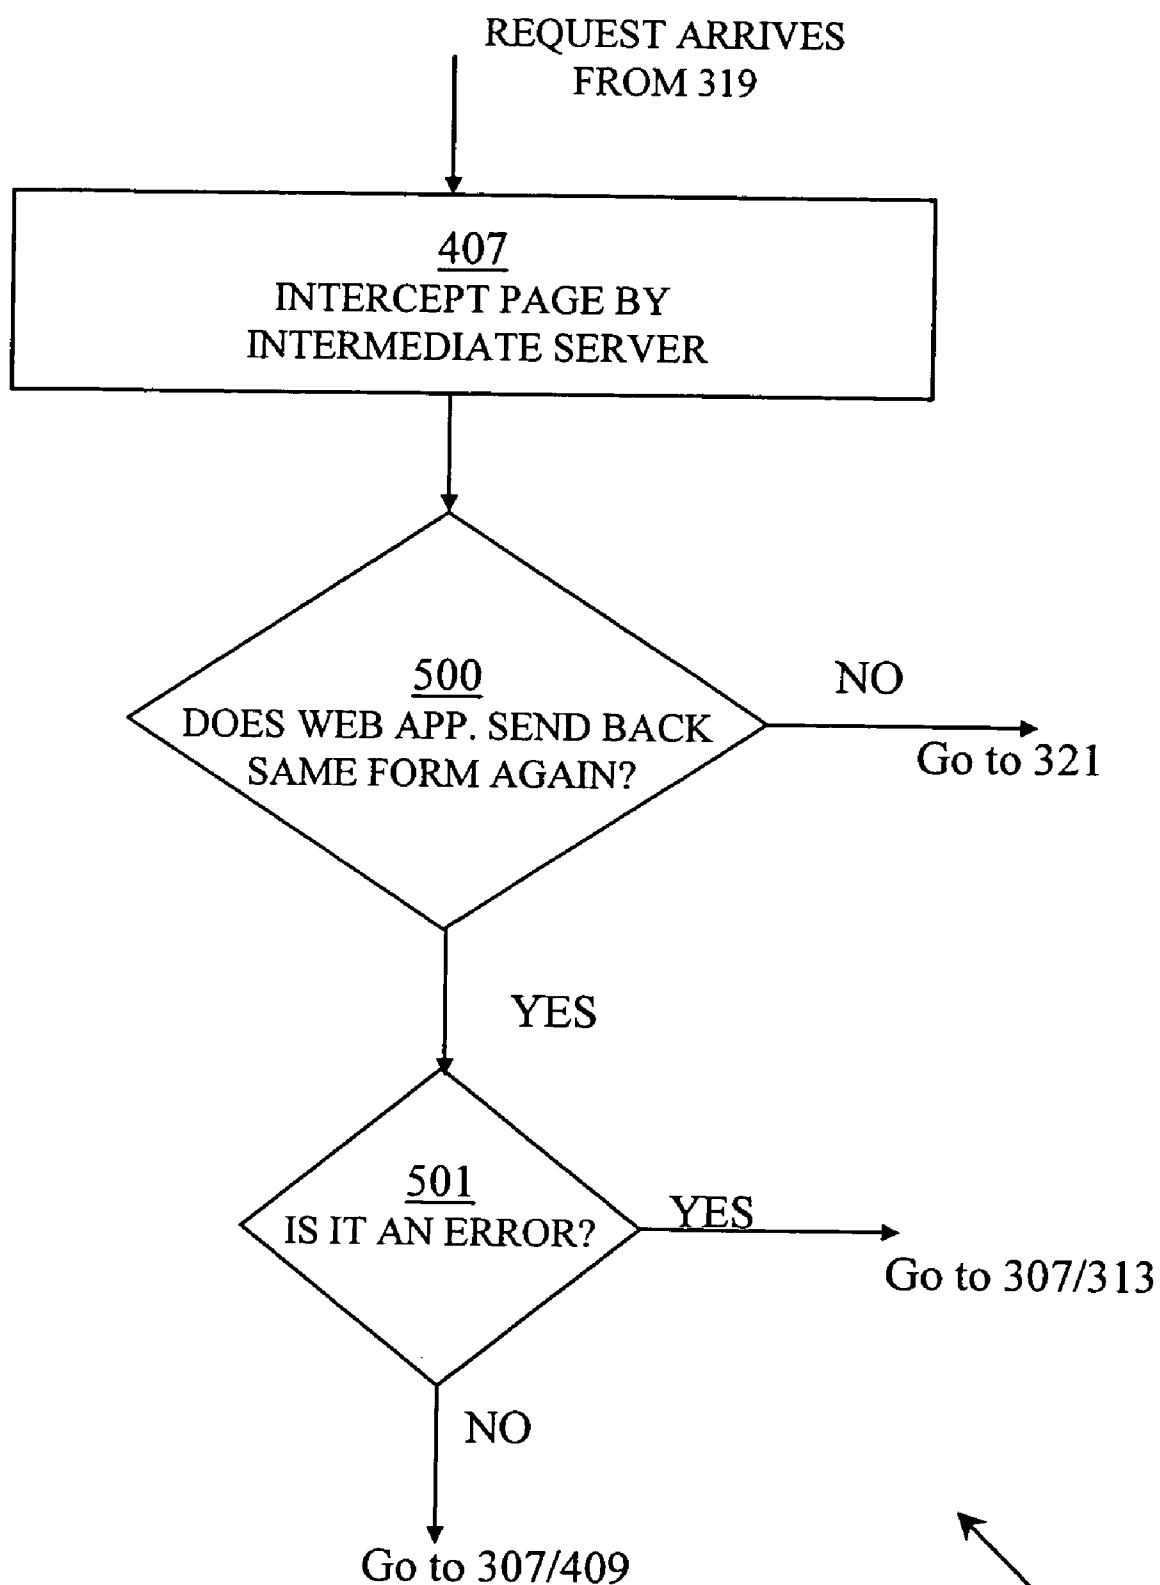 REQUEST ARRIVES
FROM 319
407
INTERCEPT PAGE BY
INTERMEDIATE SERVER
500
DOES WEB APP. SEND BACK
SAME FORM AGAIN?
NO
Go to 321
YES
501
IS IT AN ERROR?
YES
Go to 307/313
NO
Go to 307/409